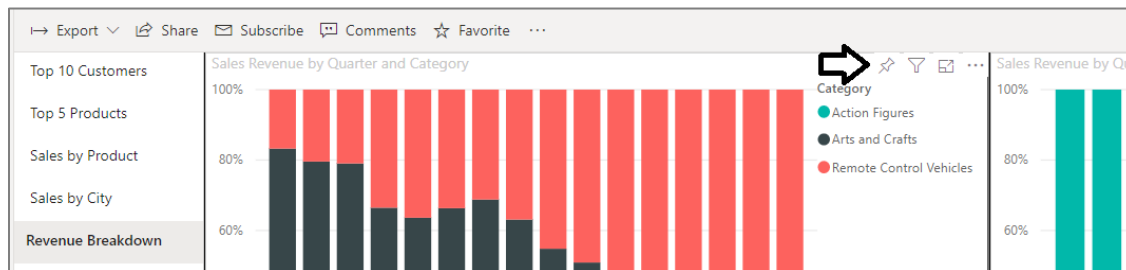 Export Share Subscribe Comments Favorite ...
Top 10 Customers
Top 5 Products
Sales by Product
Sales by City
Revenue Breakdown
Sales Revenue by Quarter and Category
100%
80%
60%
Category
Action Figures
Arts and Crafts
Remote Control Vehicles
Sales Revenue by Qu
100%
80%
60%